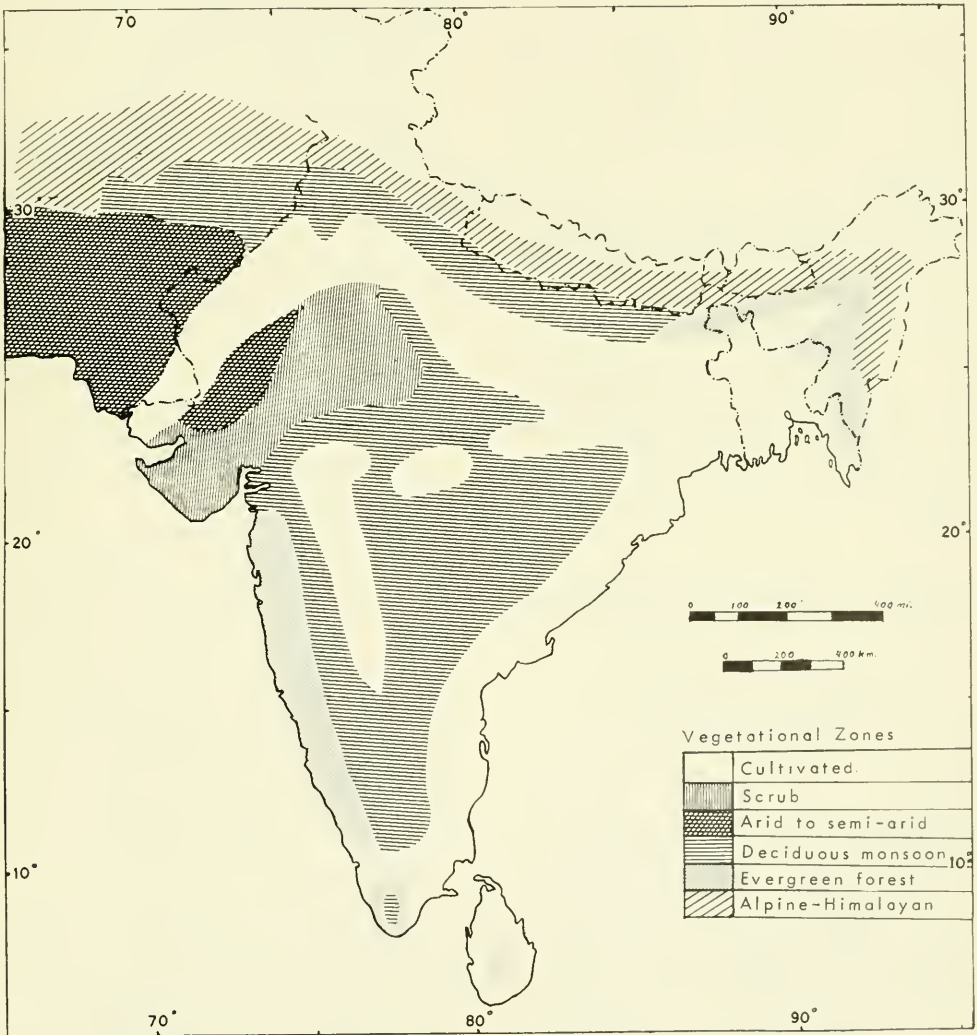 70 80° 90°
30° 30°
20° 20°
0 100 200 400 mi.
0 200 400 km.
Vegetational Zones
Cultivated.
Scrub
Arid to semi-arid
Deciduous monsoon
10° 10°
Evergreen forest
Alpine-Himalayan
70° 80° 90°